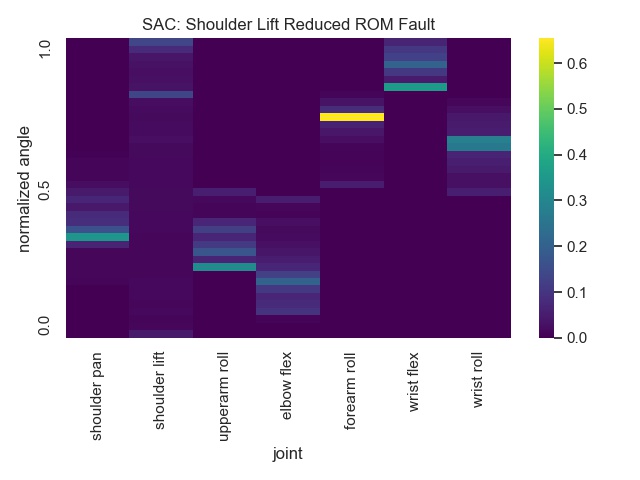 SAC: Shoulder Lift Reduced ROM Fault
normalized angle
1.0
0.5
0.0
shoulder pan
shoulder lift
upperarm roll
elbow flex
forearm roll
wrist flex
wrist roll
joint
0.6
0.6
0.4
0.3
0.2
0.1
0.0